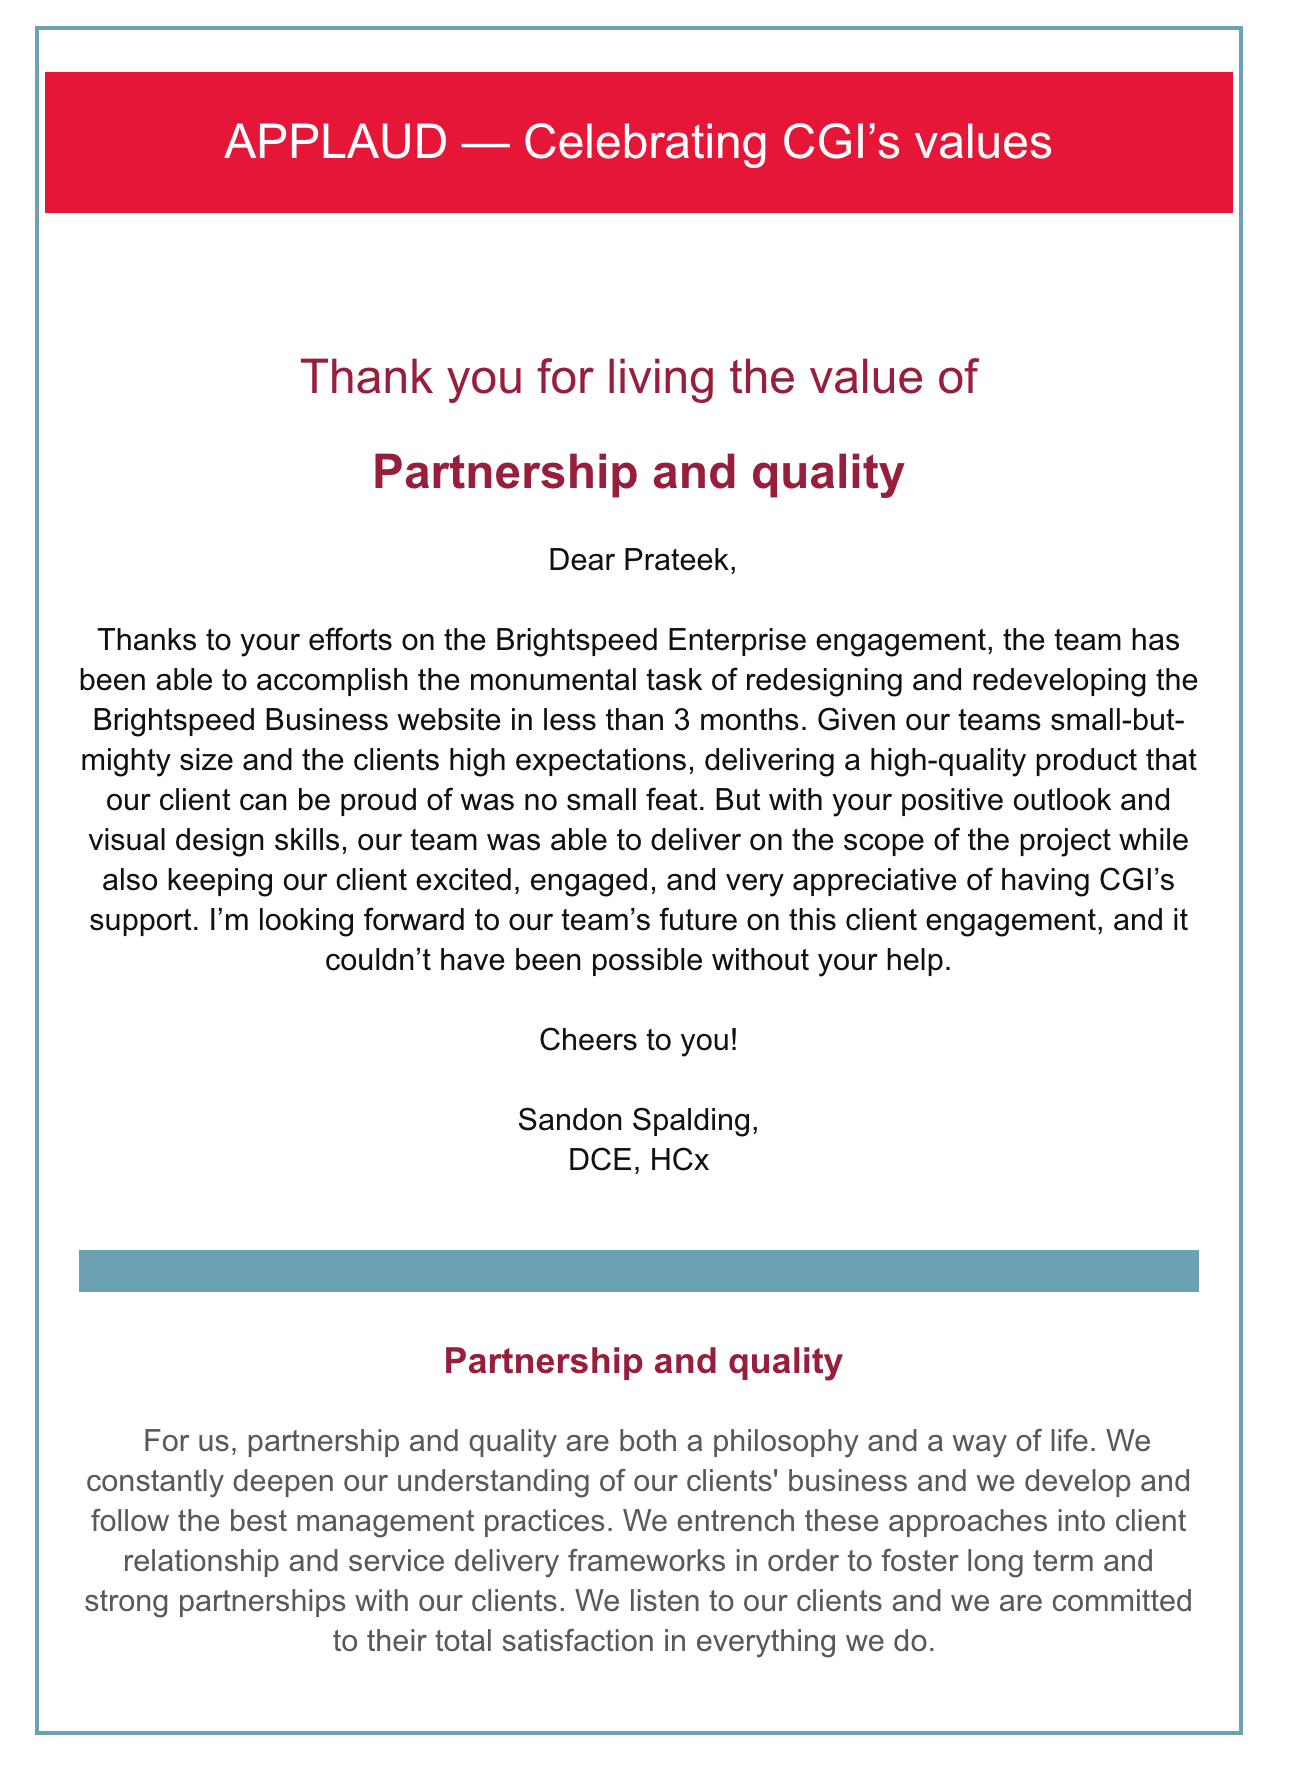 APPLAUD — Celebrating CGI’s values
Thank you for living the value of
Partnership and quality
Dear Prateek,
Thanks to your efforts on the Brightspeed Enterprise engagement, the team has
been able to accomplish the monumental task of redesigning and redeveloping the
Brightspeed Business website in less than 3 months. Given our teams small-but-
mighty size and the clients high expectations, delivering a high-quality product that
our client can be proud of was no small feat. But with your positive outlook and
visual design skills, our team was able to deliver on the scope of the project while
also keeping our client excited, engaged, and very appreciative of having CGI’s
support. I’m looking forward to our team’s future on this client engagement, and it
couldn’t have been possible without your help.
Cheers to you!
Sandon Spalding,
DCE, HCx
Partnership and quality
For us, partnership and quality are both a philosophy and a way of life. We
constantly deepen our understanding of our clients' business and we develop and
follow the best management practices. We entrench these approaches into client
relationship and service delivery frameworks in order to foster long term and
strong partnerships with our clients. We listen to our clients and we are committed
to their total satisfaction in everything we do.